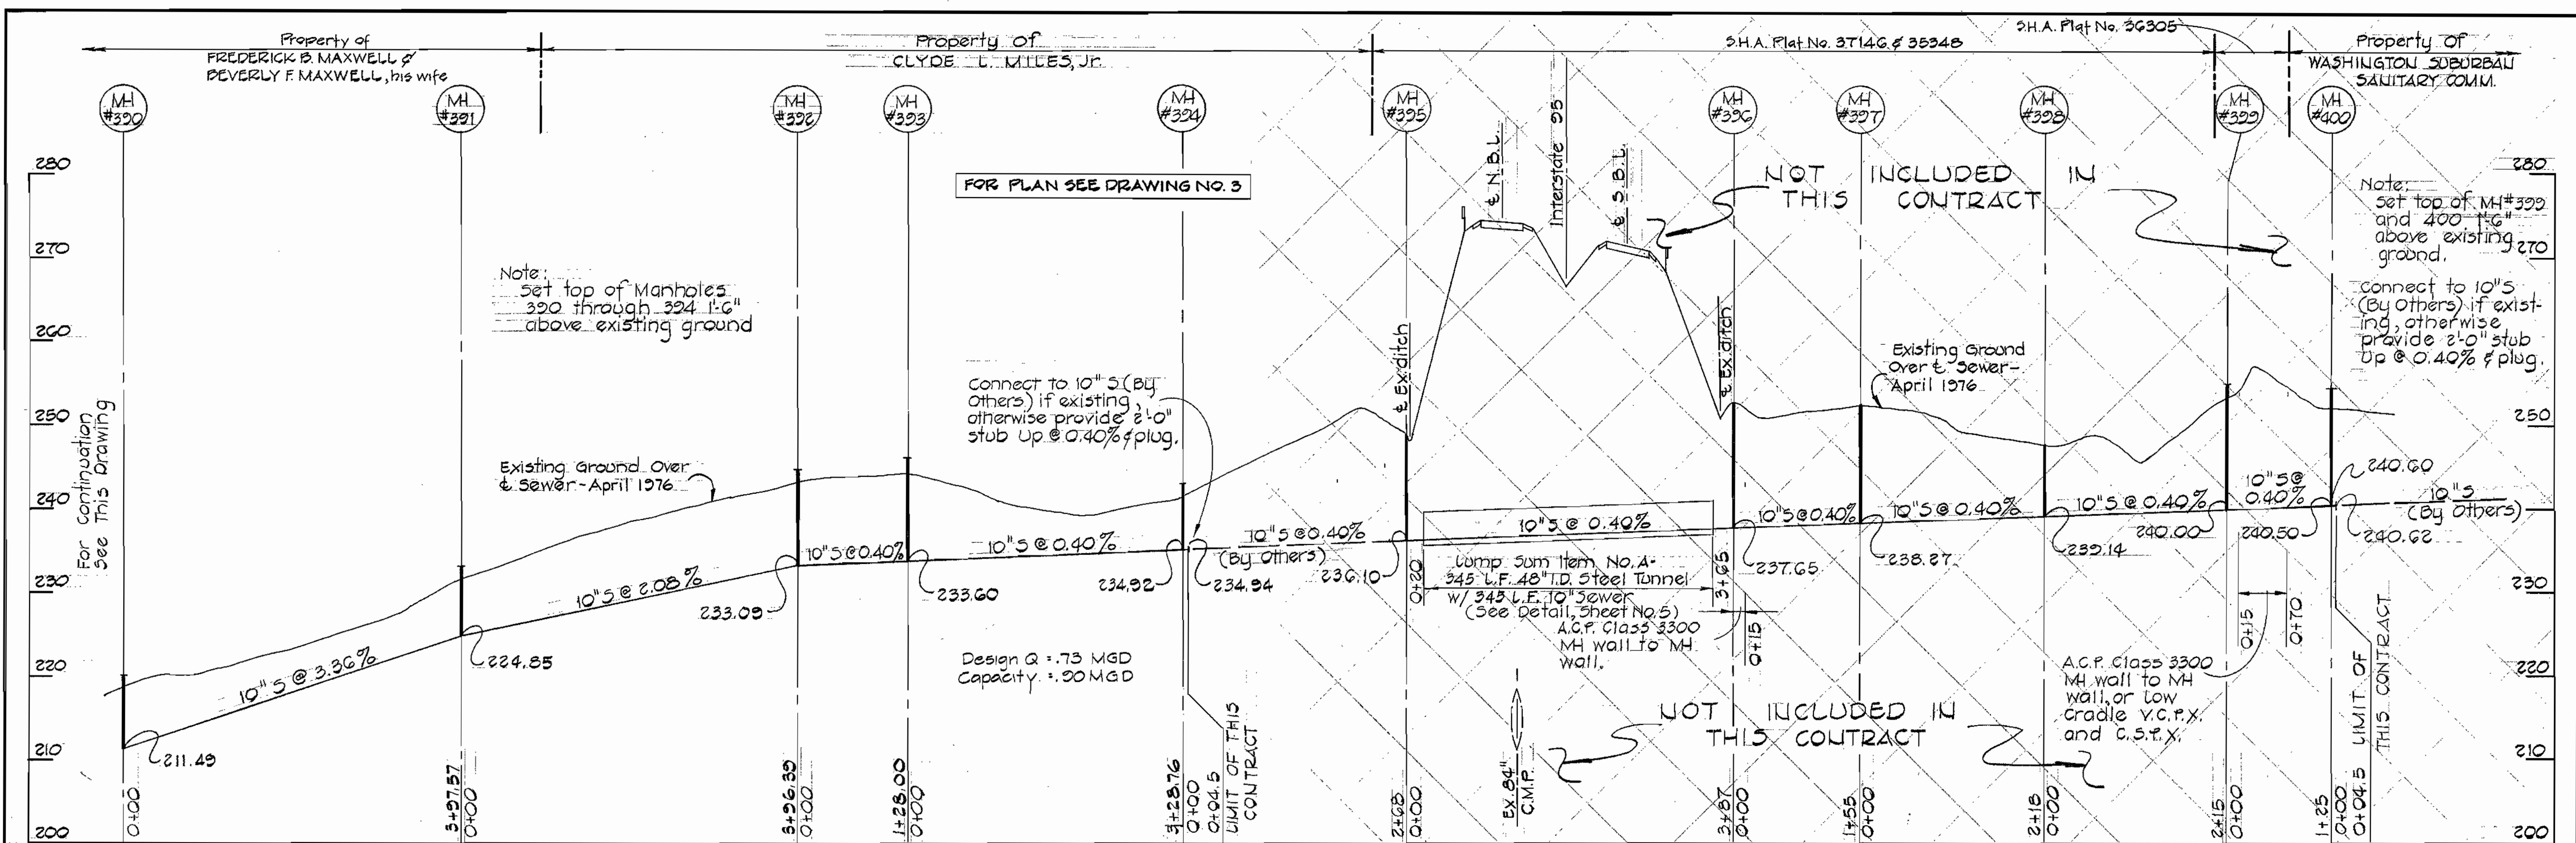 Property of
FREDERICK B. MAXWELL &
BEVERLY F. MAXWELL, his wife
Property of
CLYDE L. MILES, Jr.
S.H.A. Plat No. 37146 & 35348
S.H.A. Plat No. 36305
Property Of
WASHINGTON SUBURBAN
SANITARY COMM.
MH
#390
MH
#391
MH
#392
MH
#393
MH
#394
MH
#395
MH
#396
MH
#397
MH
#398
MH
#399
MH
#400
280
270
260
250
240
230
220
210
200
For Continuation
See This Drawing
Note:
Set top of Manholes
390 through 394 1'-6"
above existing ground
FOR PLAN SEE DRAWING NO. 3
Existing Ground Over
℄ Sewer-April 1976
Connect to 10"S (By
Others) if existing,
otherwise provide 2'-0"
stub Up @ 0.40% & plug.
10"S @ 3.36%
10"S @ 2.08%
10"S @ 0.40%
10"S @ 0.40%
10"S @ 0.40%
(By Others)
211.49
224.85
233.09
233.60
234.92
234.94
236.10
Design Q = .73 MGD
Capacity = .90 MGD
℄ Ex. ditch
℄ N.B.L.
Interstate 95
℄ S.B.L.
℄ Ex. ditch
NOT INCLUDED IN
THIS CONTRACT
10"S @ 0.40%
Lump Sum Item No. A-
345 L.F. 48" I.D. Steel Tunnel
w/ 345 L.F. 10" Sewer
(See Detail, Sheet No. 5)
0+20
3+65
A.C.P. Class 3300
MH wall to MH
wall.
0+15
237.65
10"S @ 0.40%
238.27
10"S @ 0.40%
239.14
10"S @ 0.40%
240.00
10"S @
0.40%
240.50
240.60
240.62
10"S
(By Others)
Existing Ground
Over ℄ Sewer-
April 1976
Note:
Set top of MH#399
and 400 1'-6"
above existing
ground.
Connect to 10"S
(By Others) if exist-
ing, otherwise
provide 2'-0" stub
Up @ 0.40% & plug.
0+15
0+70
A.C.P. Class 3300
MH wall to MH
wall, or Low
Cradle V.C.P.X.
and C.S.P.X.
NOT INCLUDED IN
THIS CONTRACT
Ex. 84"
C.M.P.
0+00
3+97.57
0+00
3+96.39
0+00
1+28.00
0+00
3+28.76
0+00
0+04.5
LIMIT OF THIS
CONTRACT
2+68
0+00
3+87
0+00
1+55
0+00
2+18
0+00
2+15
0+00
1+25
0+00
0+04.5 LIMIT OF
THIS CONTRACT
280
270
250
230
220
210
200